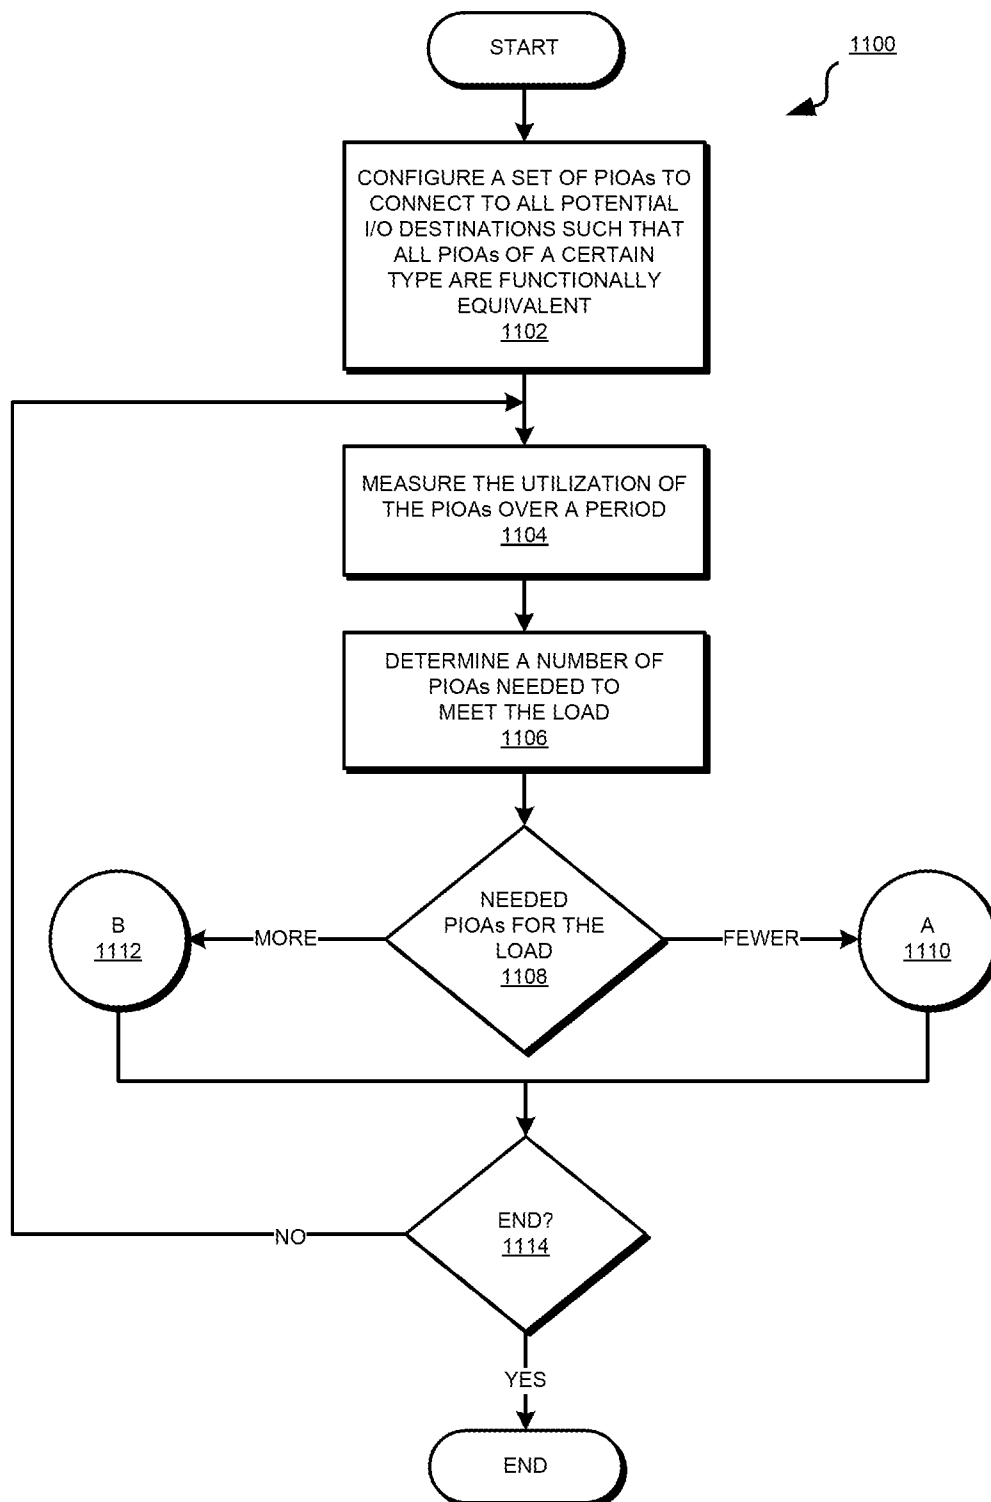 START
1100
CONFIGURE A SET OF PIOAs TO
CONNECT TO ALL POTENTIAL
I/O DESTINATIONS SUCH THAT
ALL PIOAs OF A CERTAIN
TYPE ARE FUNCTIONALLY
EQUIVALENT
1102
MEASURE THE UTILIZATION OF
THE PIOAs OVER A PERIOD
1104
DETERMINE A NUMBER OF
PIOAs NEEDED TO
MEET THE LOAD
1106
B
1112
MORE
NEEDED
PIOAs FOR THE
LOAD
1108
FEWER
A
1110
END?
1114
NO
YES
END